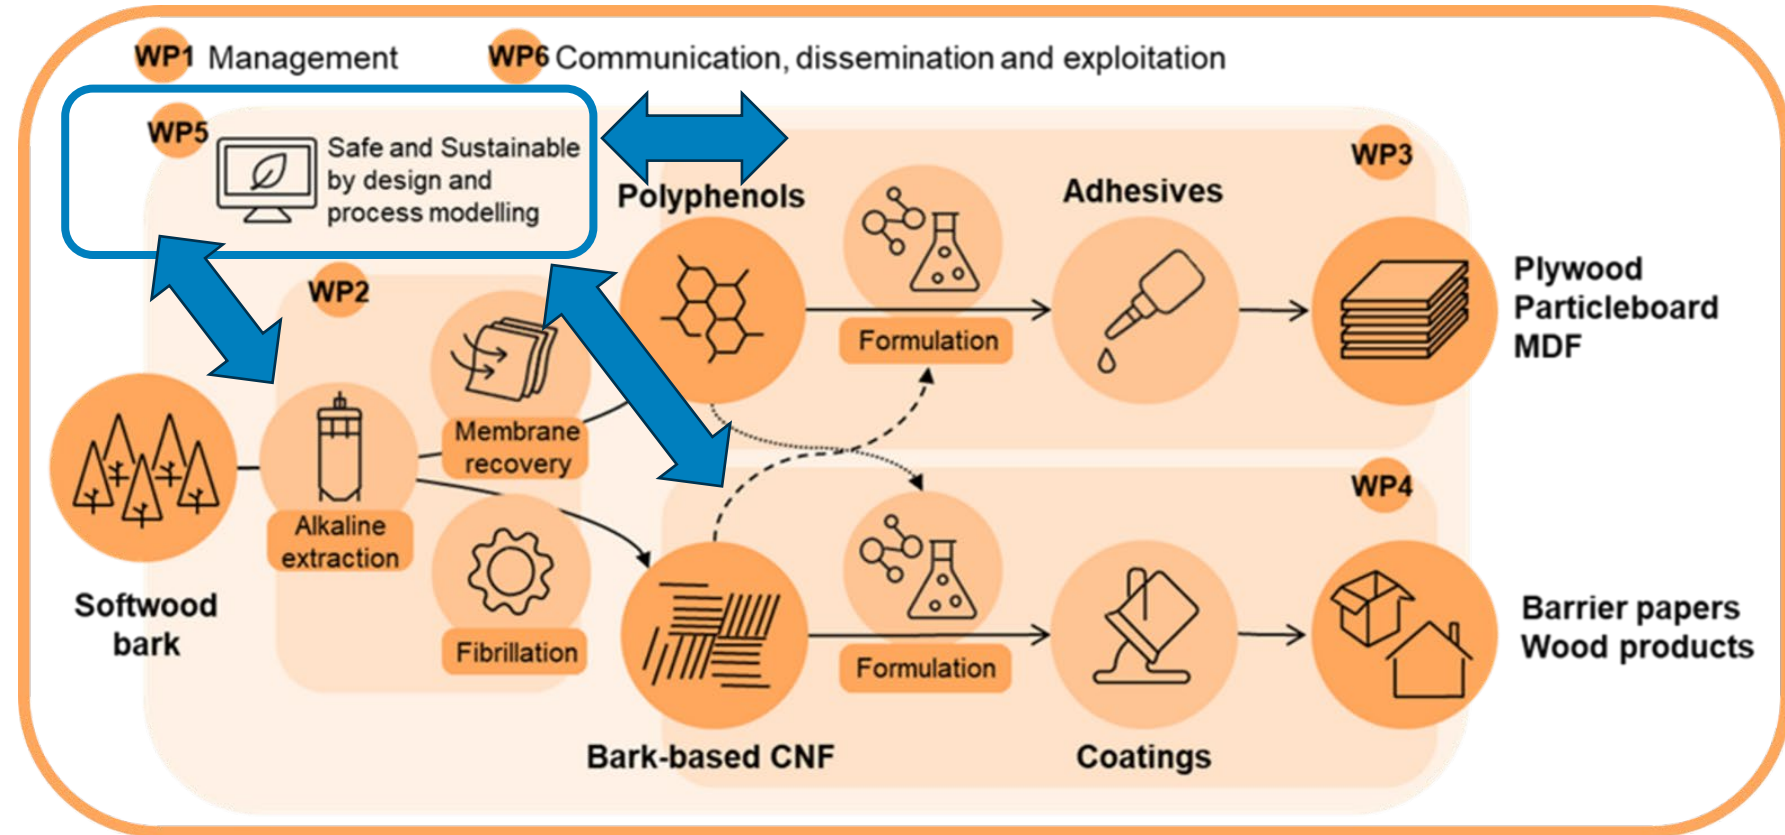 WP1 Management
WP6 Communication, dissemination and exploitation
WP5
Safe and Sustainable
by design and
process modelling
WP2
WP3
Polyphenols
Adhesives
Formulation
Plywood
Particleboard
MDF
Membrane
recovery
Alkaline
extraction
Softwood
bark
Fibrillation
WP4
Bark-based CNF
Formulation
Coatings
Barrier papers
Wood products